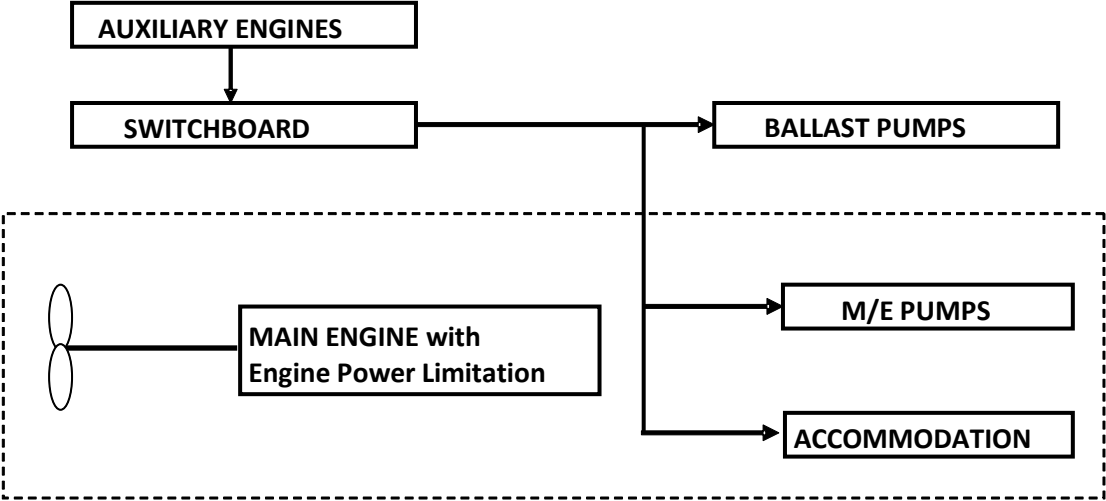 AUXILIARY ENGINES
SWITCHBOARD
BALLAST PUMPS
MAIN ENGINE with
Engine Power Limitation
M/E PUMPS
ACCOMMODATION